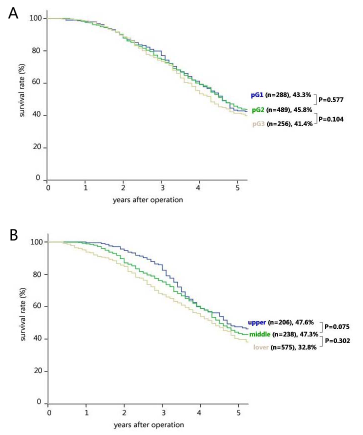 A
100
80
60
40
20
0
survival rate (%)
0 1 2 3 4 5
years after operation
pG1 (n=288), 43.3%
P=0.577
pG2 (n=489), 45.8%
P=0.104
pG3 (n=256), 41.4%
B
100
80
60
40
20
0
survival rate (%)
0 1 2 3 4 5
years after operation
upper (n=206), 47.6%
P=0.075
middle (n=238), 47.3%
P=0.302
lower (n=575), 32.8%